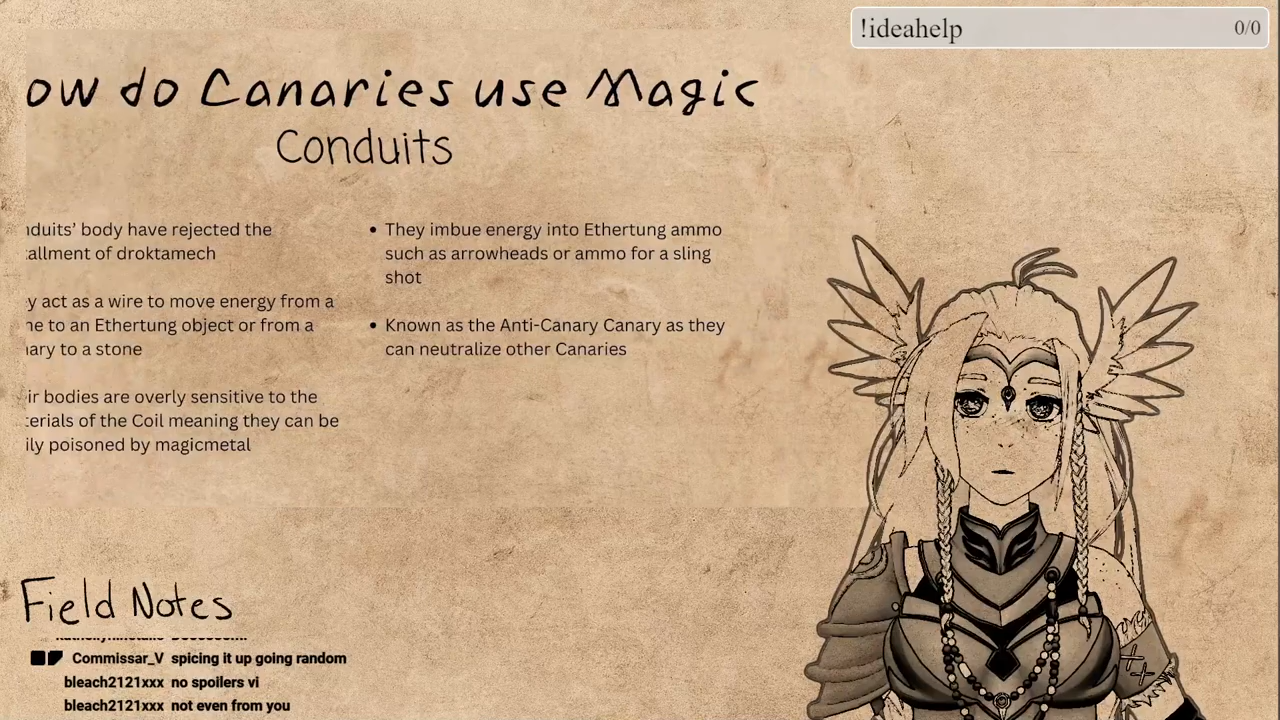 !ideahelp 0/0
ow do Canaries use Magic
Conduits
nduits' body have rejected the
allment of droktamech
y act as a wire to move energy from a
ne to an Ethertung object or from a
nary to a stone
ir bodies are overly sensitive to the
erials of the Coil meaning they can be
ily poisoned by magicmetal
• They imbue energy into Ethertung ammo
such as arrowheads or ammo for a sling
shot
• Known as the Anti-Canary Canary as they
can neutralize other Canaries
Field Notes
Commissar_V spicing it up going random
bleach2121xxx no spoilers vi
bleach2121xxx not even from you